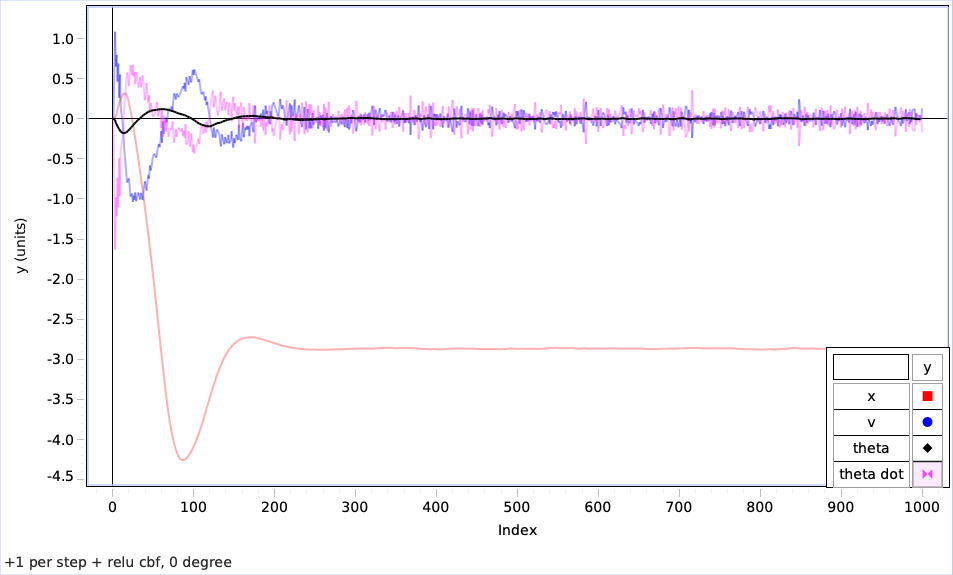 1.0
0.5
0.0
-0.5
-1.0
-1.5
-2.0
-2.5
-3.0
-3.5
-4.0
-4.5
y (units)
0 100 200 300 400 500 600 700 800 900 1000
Index
y
x
v
theta
theta dot
+1 per step + relu cbf, 0 degree